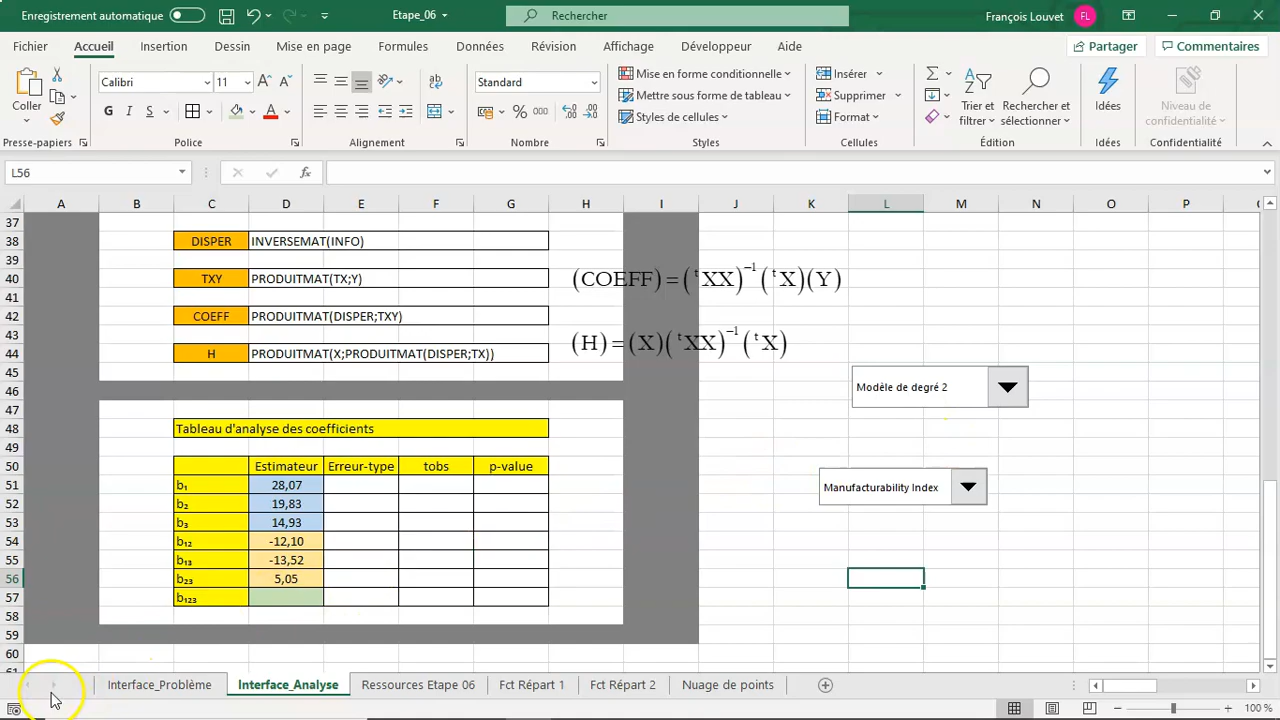 Enregistrement automatique
Etape_06
Rechercher
François Louvet
FL
Fichier
Accueil
Insertion
Dessin
Mise en page
Formules
Données
Révision
Affichage
Développeur
Aide
Partager
Commentaires
Coller
Calibri
11
G I S
Standard
Mise en forme conditionnelle
Mettre sous forme de tableau
Styles de cellules
Insérer
Supprimer
Format
Trier et filtrer
Rechercher et sélectionner
Idées
Niveau de confidentialité
Presse-papiers
Police
Alignement
Nombre
Styles
Cellules
Édition
Idées
Confidentialité
L56
fx
A B C D E F G H I J K L M N O P
37
38 DISPER INVERSEMAT(INFO)
39
40 TXY PRODUITMAT(TX;Y) (COEFF)=(ᵗXX)⁻¹(ᵗX)(Y)
41
42 COEFF PRODUITMAT(DISPER;TXY)
43 (H)=(X)(ᵗXX)⁻¹(ᵗX)
44 H PRODUITMAT(X;PRODUITMAT(DISPER;TX))
45
46 Modèle de degré 2
47
48 Tableau d'analyse des coefficients
49
50 Estimateur Erreur-type tobs p-value
51 b₁ 28,07 Manufacturability Index
52 b₂ 19,83
53 b₃ 14,93
54 b₁₂ -12,10
55 b₁₃ -13,52
56 b₂₃ 5,05
57 b₁₂₃
58
59
60
61
Interface_Problème
Interface_Analyse
Ressources Etape 06
Fct Répart 1
Fct Répart 2
Nuage de points
100 %